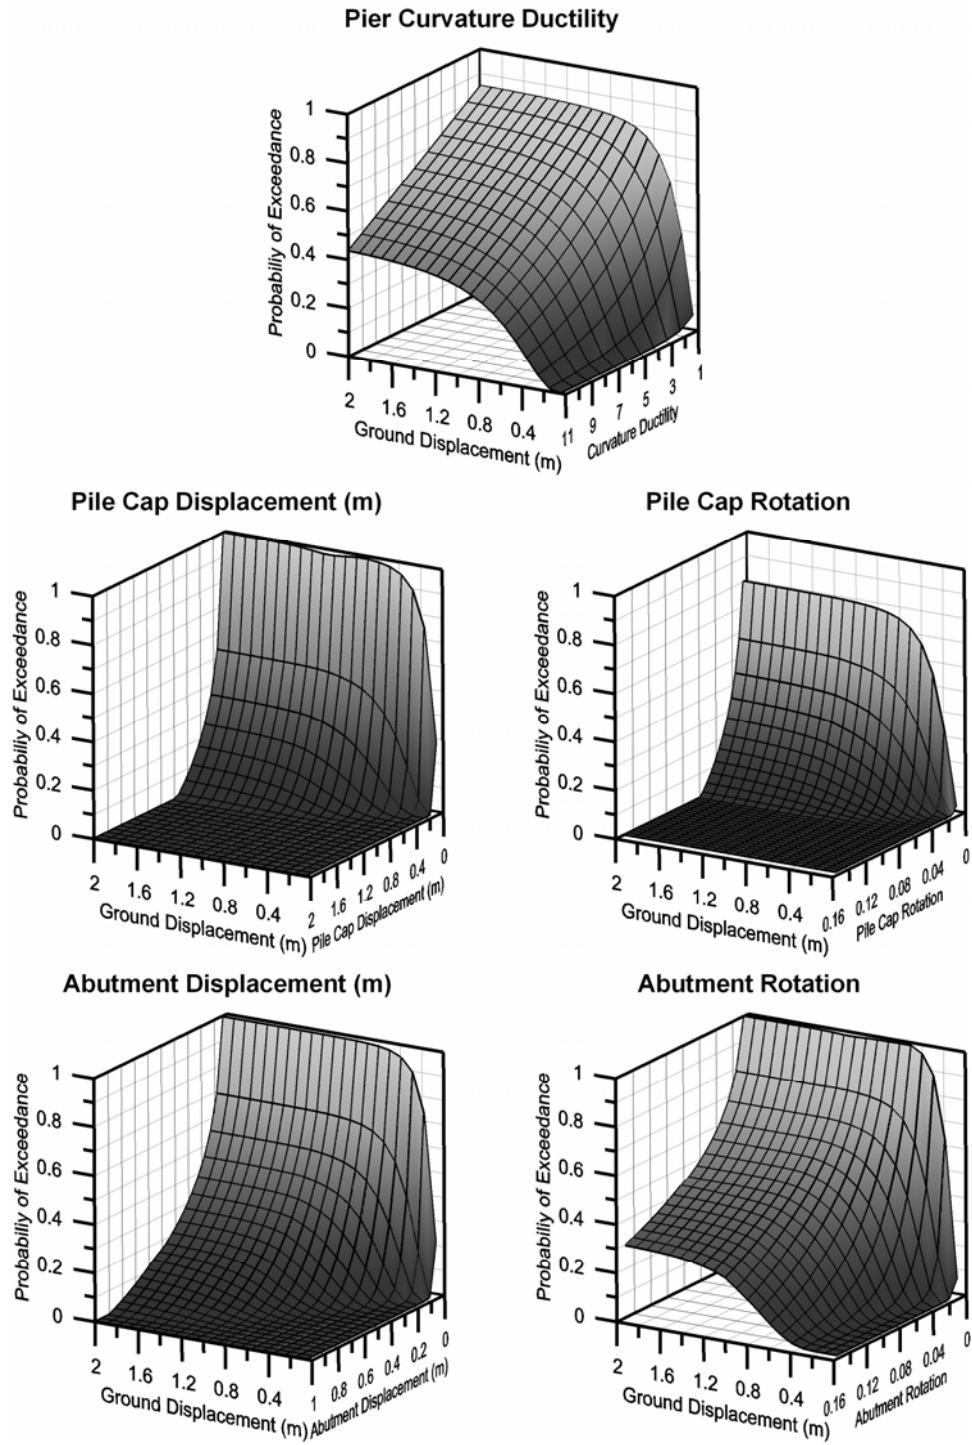 Pier Curvature Ductility
Probabiliy of Exceedance
1
0.8
0.6
0.4
0.2
0
2 1.6 1.2 0.8 0.4
Ground Displacement (m)
11 9 7 5 3 1
Curvature Ductility
Pile Cap Displacement (m)
Probabiliy of Exceedance
1
0.8
0.6
0.4
0.2
0
2 1.6 1.2 0.8 0.4
Ground Displacement (m)
2 1.6 1.2 0.8 0.4 0
Pile Cap Displacement (m)
Pile Cap Rotation
Probabiliy of Exceedance
1
0.8
0.6
0.4
0.2
0
2 1.6 1.2 0.8 0.4
Ground Displacement (m)
0.16 0.12 0.08 0.04 0
Pile Cap Rotation
Abutment Displacement (m)
Probabiliy of Exceedance
1
0.8
0.6
0.4
0.2
0
2 1.6 1.2 0.8 0.4
Ground Displacement (m)
1 0.8 0.6 0.4 0.2 0
Abutment Displacement (m)
Abutment Rotation
Probabiliy of Exceedance
1
0.8
0.6
0.4
0.2
0
2 1.6 1.2 0.8 0.4
Ground Displacement (m)
0.16 0.12 0.08 0.04 0
Abutment Rotation